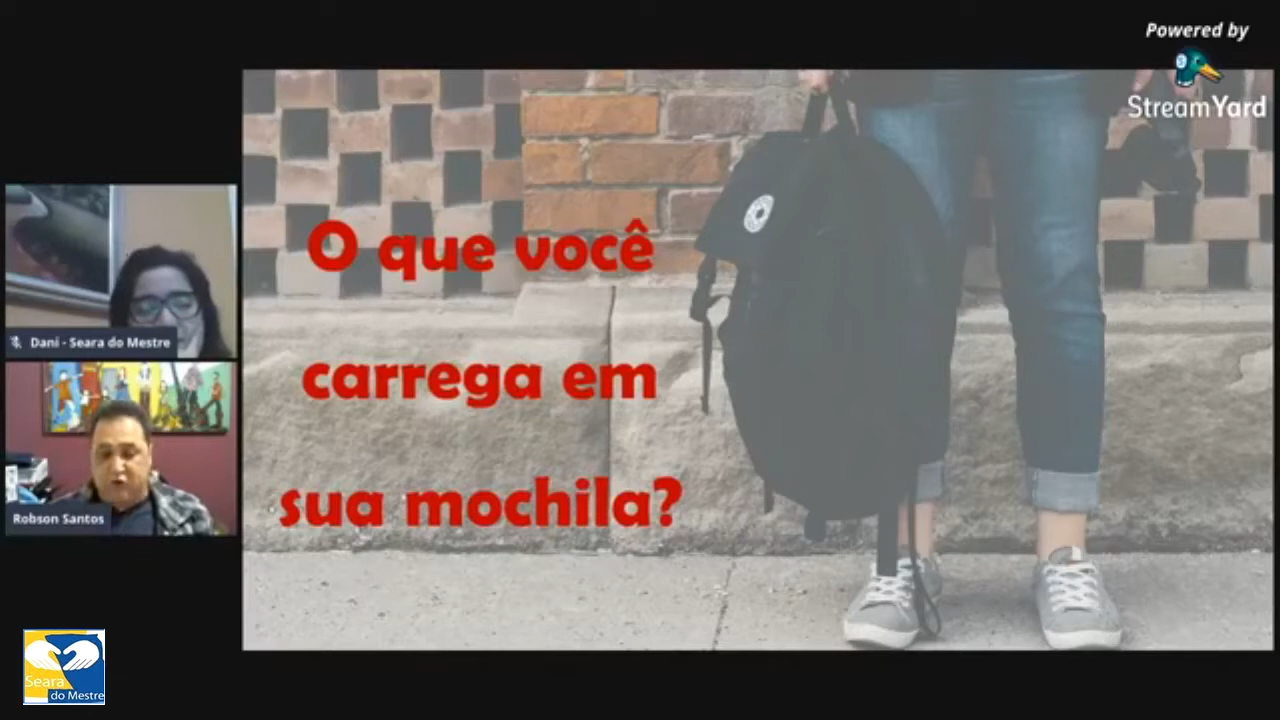 Powered by
StreamYard
O que você
carrega em
sua mochila?
Dani - Seara do Mestre
Robson Santos
Seara
do Mestre